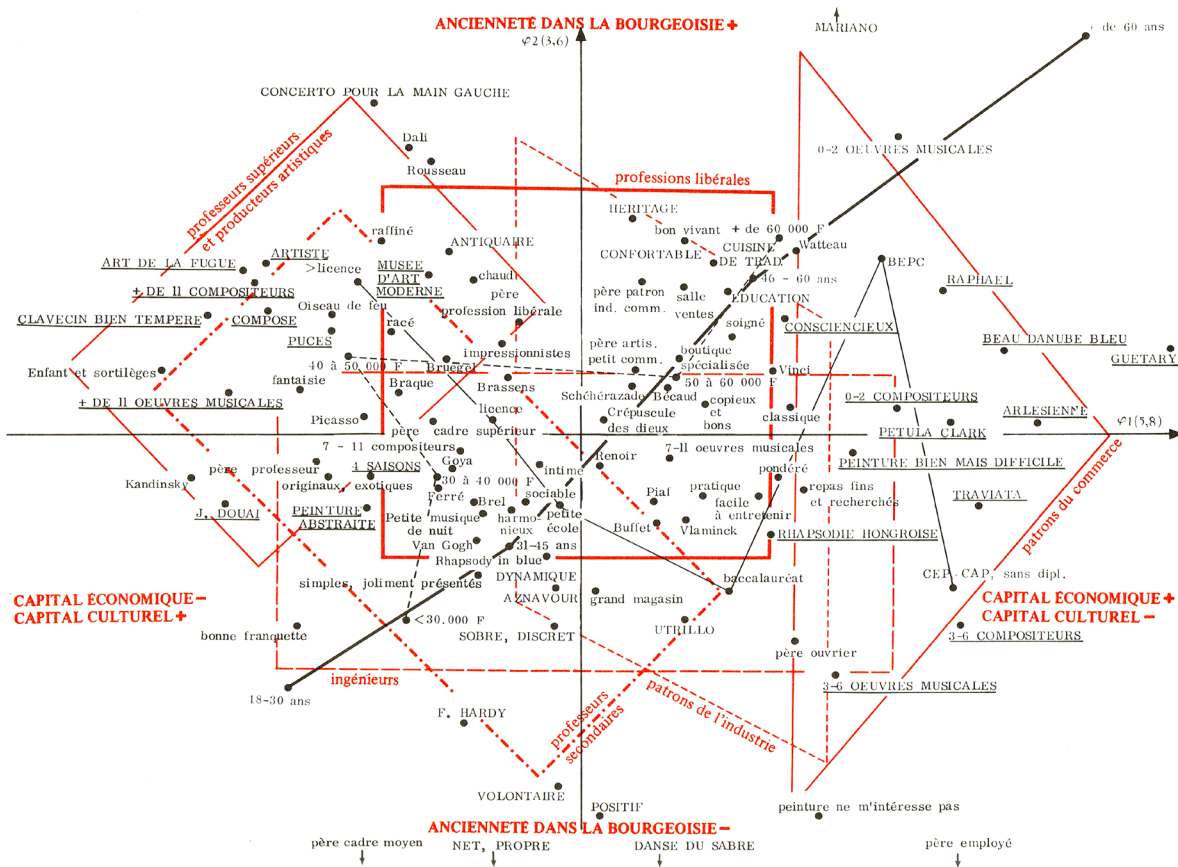 ANCIENNETÉ DANS LA BOURGEOISIE +
MARIANO
+ de 60 ans
φ2(3,6)
CONCERTO POUR LA MAIN GAUCHE
Dali
Rousseau
0-2 OEUVRES MUSICALES
professeurs supérieurs
et producteurs artistiques
professions libérales
HERITAGE
bon vivant
+ de 60 000 F
raffiné
ANTIQUAIRE
CONFORTABLE
CUISINE
DE TRAD.
Watteau
BEPC
ART DE LA FUGUE
ARTISTE
>licence
MUSEE
D'ART
MODERNE
chaud
46 - 60 ans
RAPHAEL
+ DE 11 COMPOSITEURS
père patron
ind. comm.
salle
ventes
EDUCATION
Oiseau de feu
père
profession libérale
CLAVECIN BIEN TEMPERE
COMPOSE
PUCES
racé
impressionnistes
père artis.
petit comm.
soigné
CONSCIENCIEUX
BEAU DANUBE BLEU
GUETARY
40 à 50 000 F
Bruegel
boutique
spécialisée
Vinci
Enfant et sortilèges
fantaisie
Braque
Brassens
Schéhérazade
Bécaud
50 à 60 000 F
+ DE 11 OEUVRES MUSICALES
Picasso
licence
Crépuscule
des dieux
copieux
et
bons
classique
0-2 COMPOSITEURS
ARLESIENNE
père cadre supérieur
PETULA CLARK
φ1(5,8)
7 - 11 compositeurs
7-11 oeuvres musicales
père professeur
4 SAISONS
Goya
intime
Renoir
pondéré
PEINTURE BIEN MAIS DIFFICILE
Kandinsky
originaux, exotiques
30 à 40 000 F
Ferré
sociable
repas fins
et recherchés
J. DOUAI
PEINTURE
ABSTRAITE
Brel
petite
école
Piaf
pratique
facile
à entretenir
TRAVIATA
Petite musique
de nuit
harmo-
nieux
Buffet
Vlaminck
Van Gogh
31-45 ans
RHAPSODIE HONGROISE
Rhapsody in blue
simples, joliment présentés
DYNAMIQUE
AZNAVOUR
grand magasin
baccalauréat
CEP-CAP, sans dipl.
CAPITAL ÉCONOMIQUE −
CAPITAL CULTUREL +
CAPITAL ÉCONOMIQUE +
CAPITAL CULTUREL −
patrons du commerce
<30.000 F
bonne franquette
SOBRE, DISCRET
UTRILLO
père ouvrier
3-6 COMPOSITEURS
ingénieurs
3-6 OEUVRES MUSICALES
18-30 ans
patrons de l'industrie
F. HARDY
professeurs
secondaires
VOLONTAIRE
POSITIF
peinture ne m'intéresse pas
ANCIENNETÉ DANS LA BOURGEOISIE −
père cadre moyen
NET, PROPRE
DANSE DU SABRE
père employé